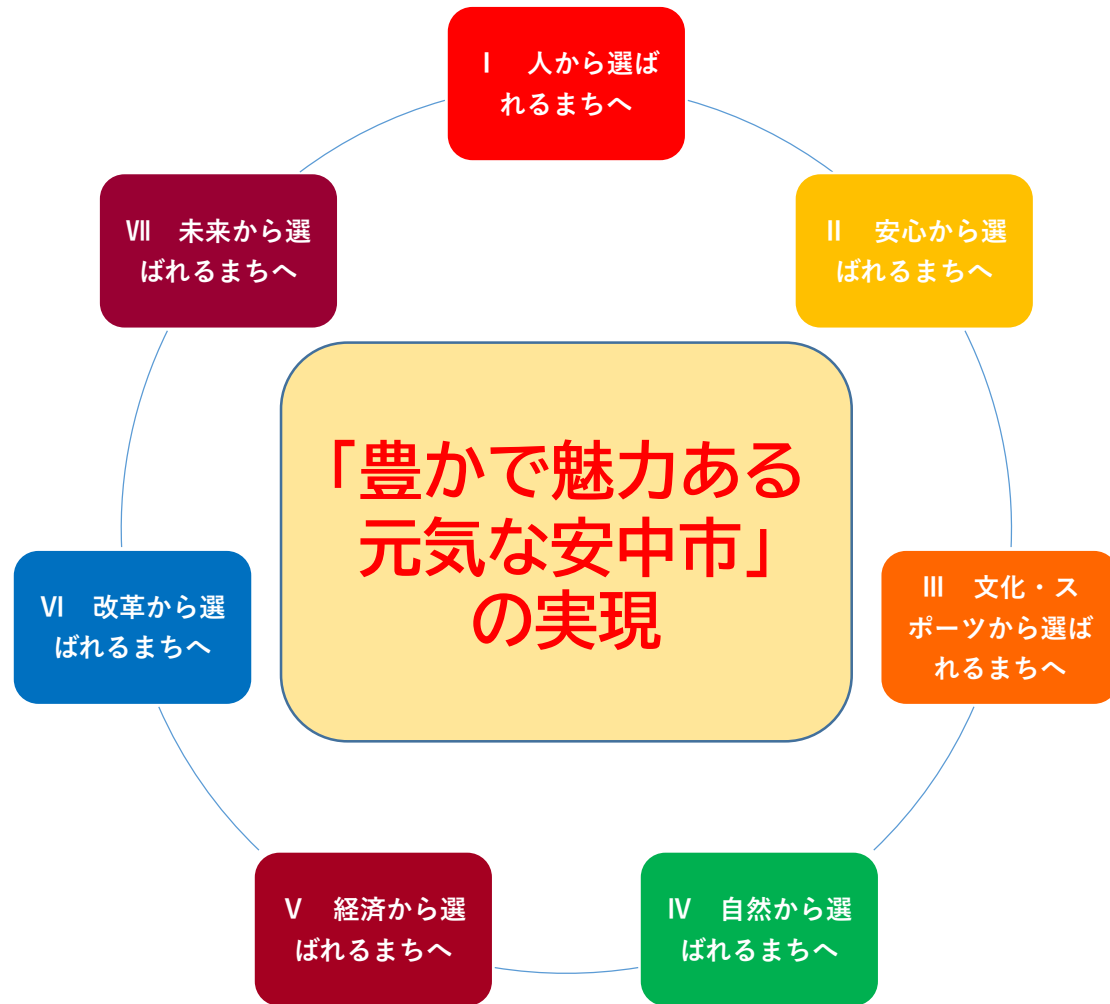 Ⅰ　人から選ば
れるまちへ
Ⅱ　安心から選
ばれるまちへ
Ⅲ　文化・ス
ポーツから選ば
れるまちへ
Ⅳ　自然から選
ばれるまちへ
Ⅴ　経済から選
ばれるまちへ
Ⅵ　改革から選
ばれるまちへ
Ⅶ　未来から選
ばれるまちへ
「豊かで魅力ある
元気な安中市」
の実現